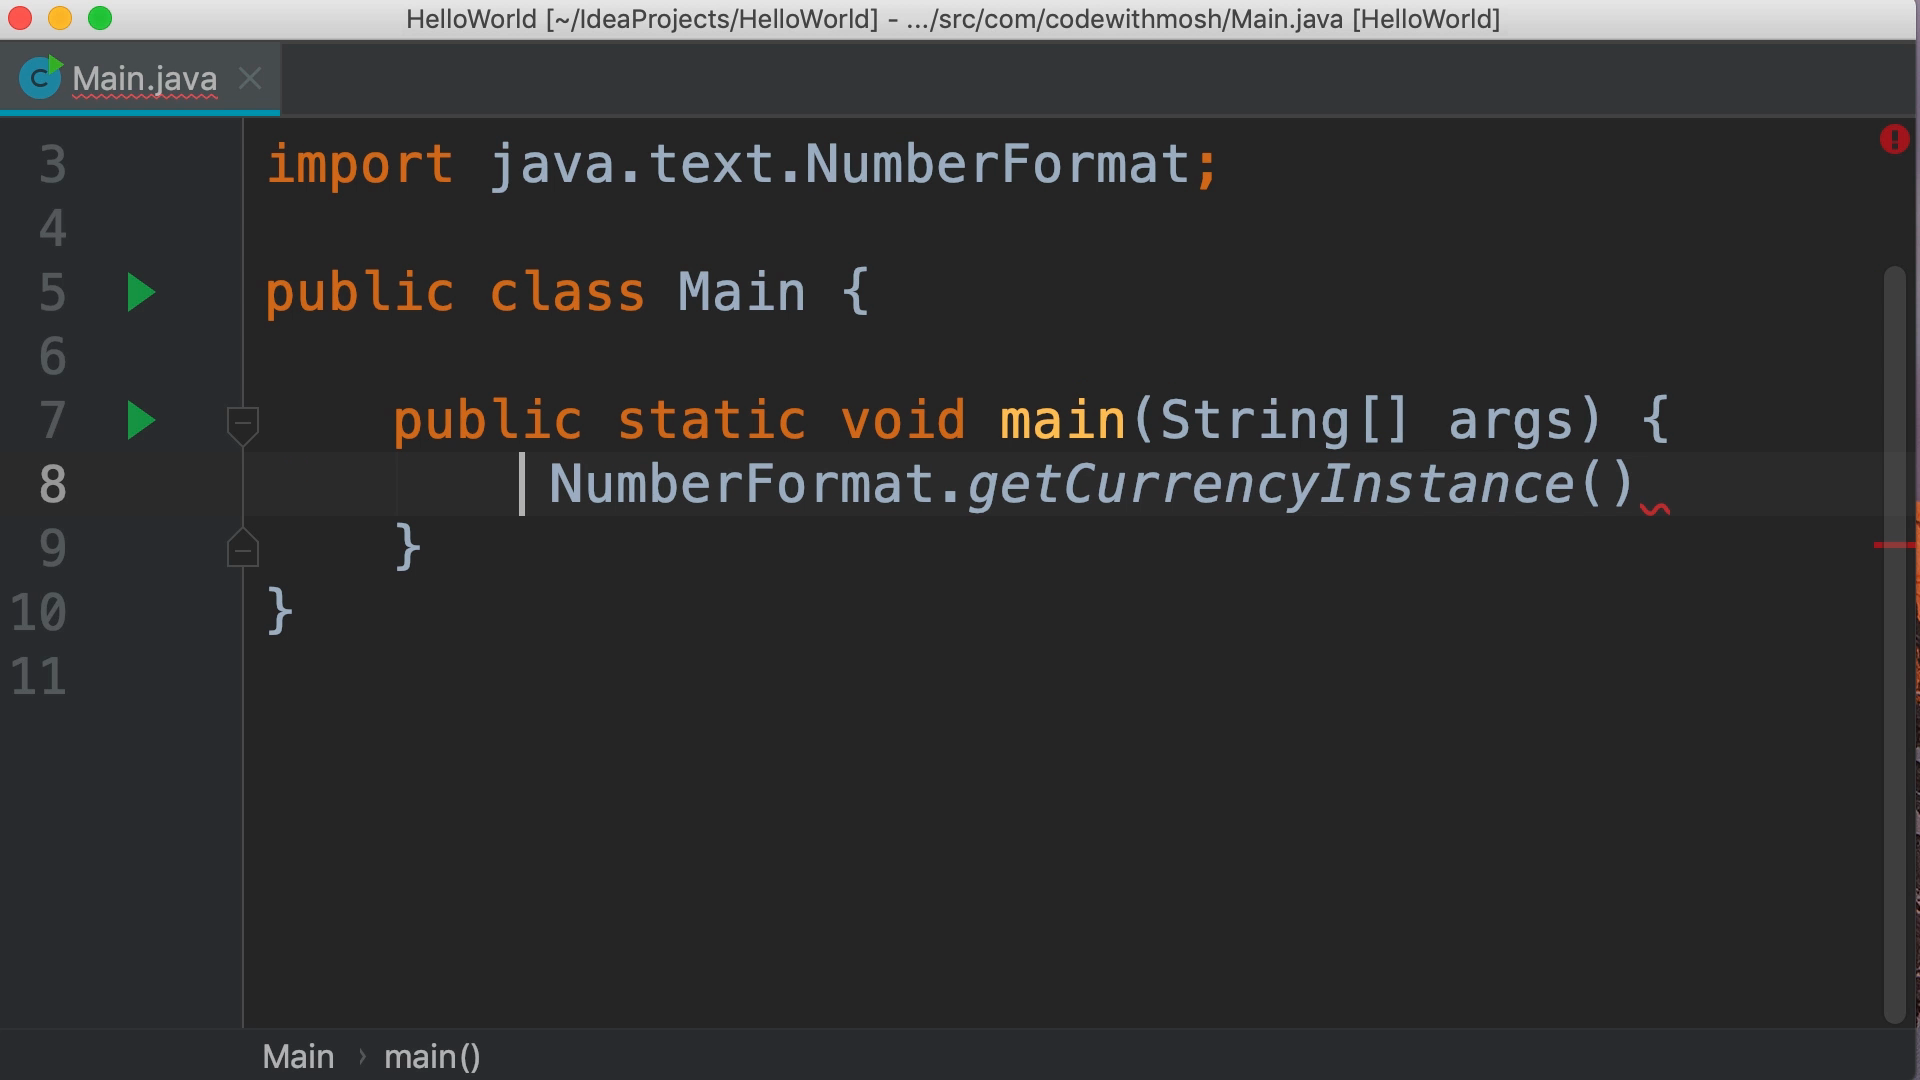 HelloWorld [~/IdeaProjects/HelloWorld] - .../src/com/codewithmosh/Main.java [HelloWorld]
C Main.java
3 import java.text.NumberFormat;
4
5 public class Main {
6
7 public static void main(String[] args) {
8 NumberFormat.getCurrencyInstance()
9 }
10 }
11
Main › main()